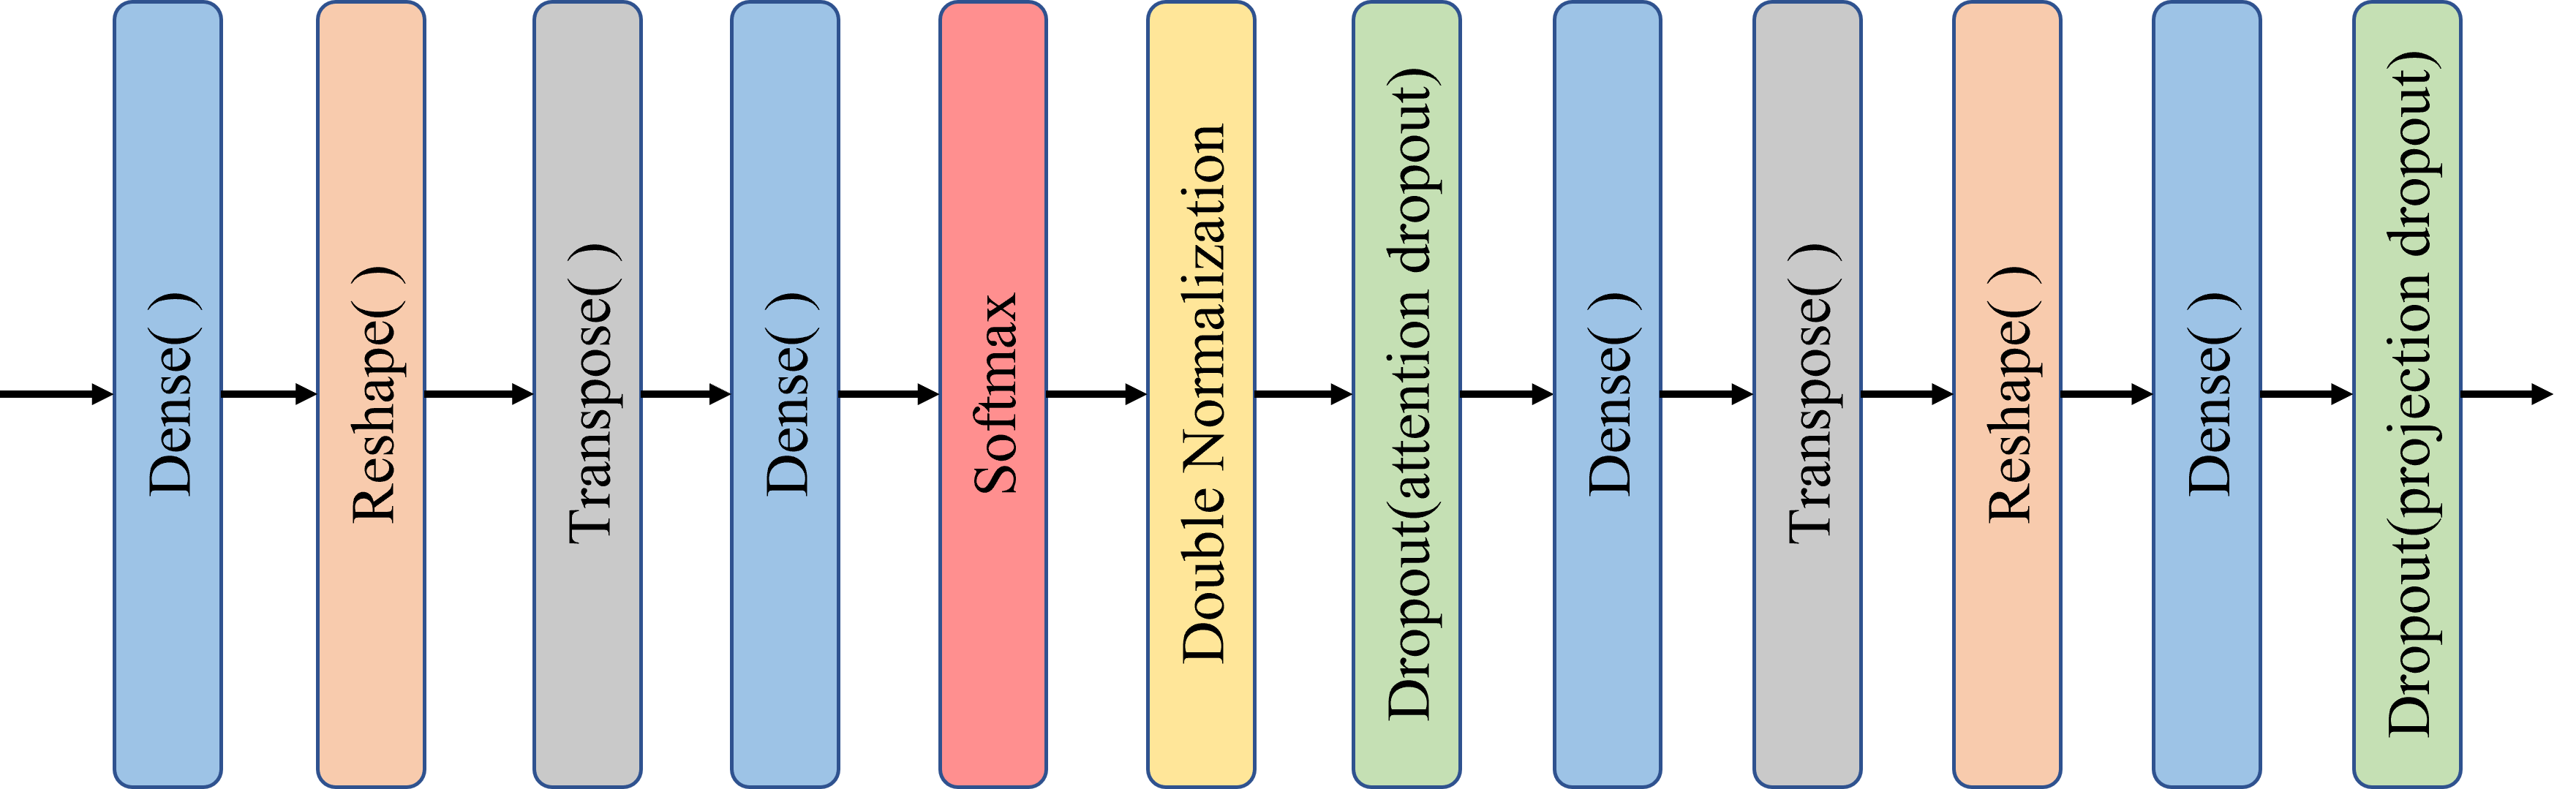 Dense( )
Reshape( )
Transpose( )
Dense( )
Softmax
Double Normalization
Dropout(attention dropout)
Dense( )
Transpose( )
Reshape( )
Dense( )
Dropout(projection dropout)